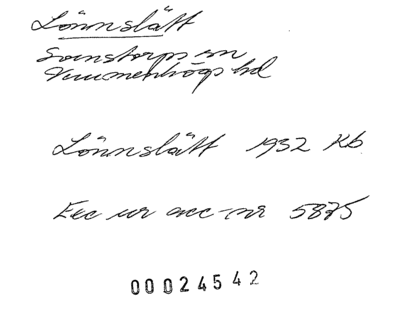 Lönnslätt
Svenstorps sn
Vemmenhögs hd
Lönnslätt 1932 Kb
Exc ur acc-nr 5875
00024542